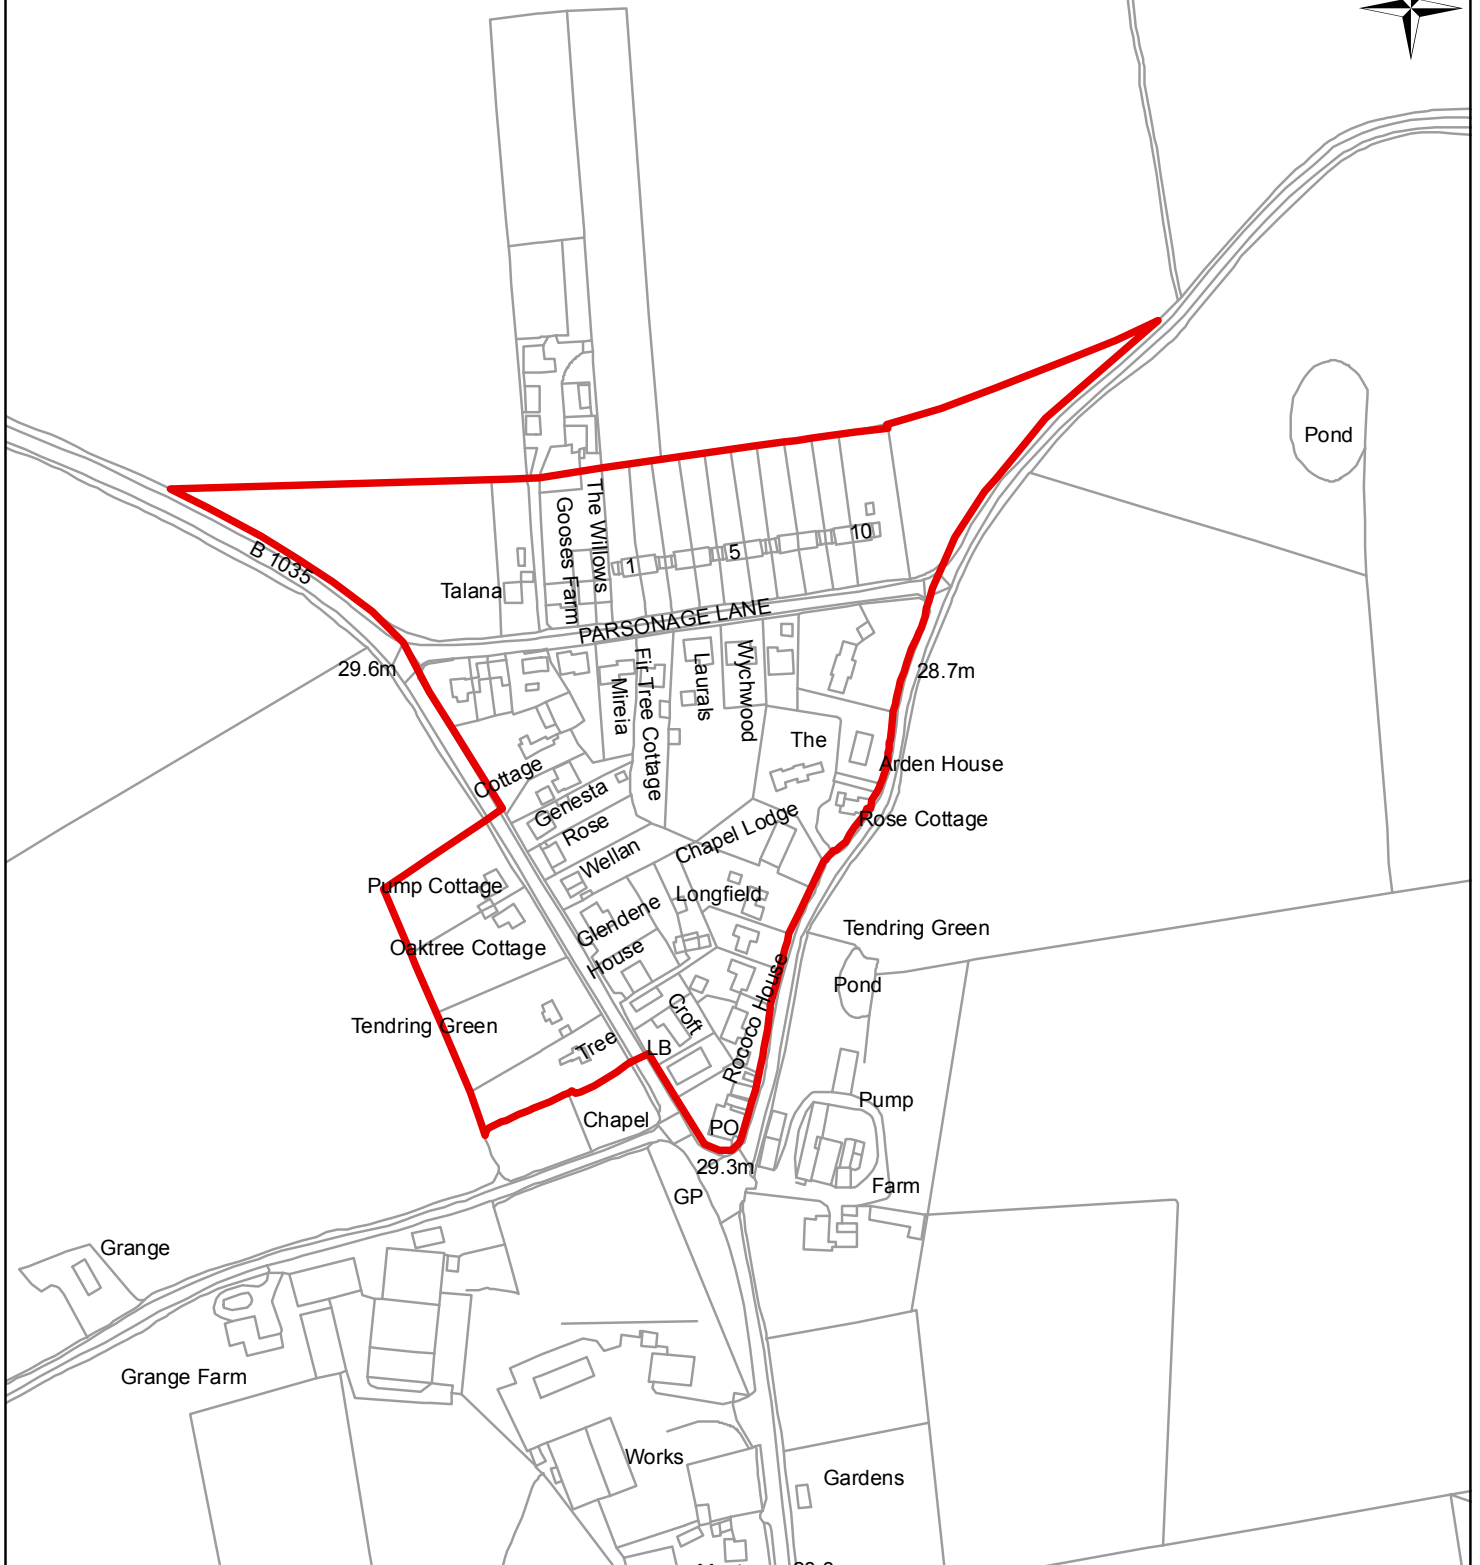 Pond
The Willows
Gooses Farm
10
5
1
B 1035
Talana
PARSONAGE LANE
29.6m
28.7m
Fir Tree Cottage
Mireia
Laurals
Wychwood
The
Arden House
Cottage
Genesta
Rose
Rose Cottage
Chapel Lodge
Wellan
Pump Cottage
Longfield
Glendene
House
Tendring Green
Oaktree Cottage
Pond
Rococo House
Croft
Tendring Green
Tree
LB
Pump
Chapel
PO
29.3m
GP
Farm
Grange
Grange Farm
Works
Gardens